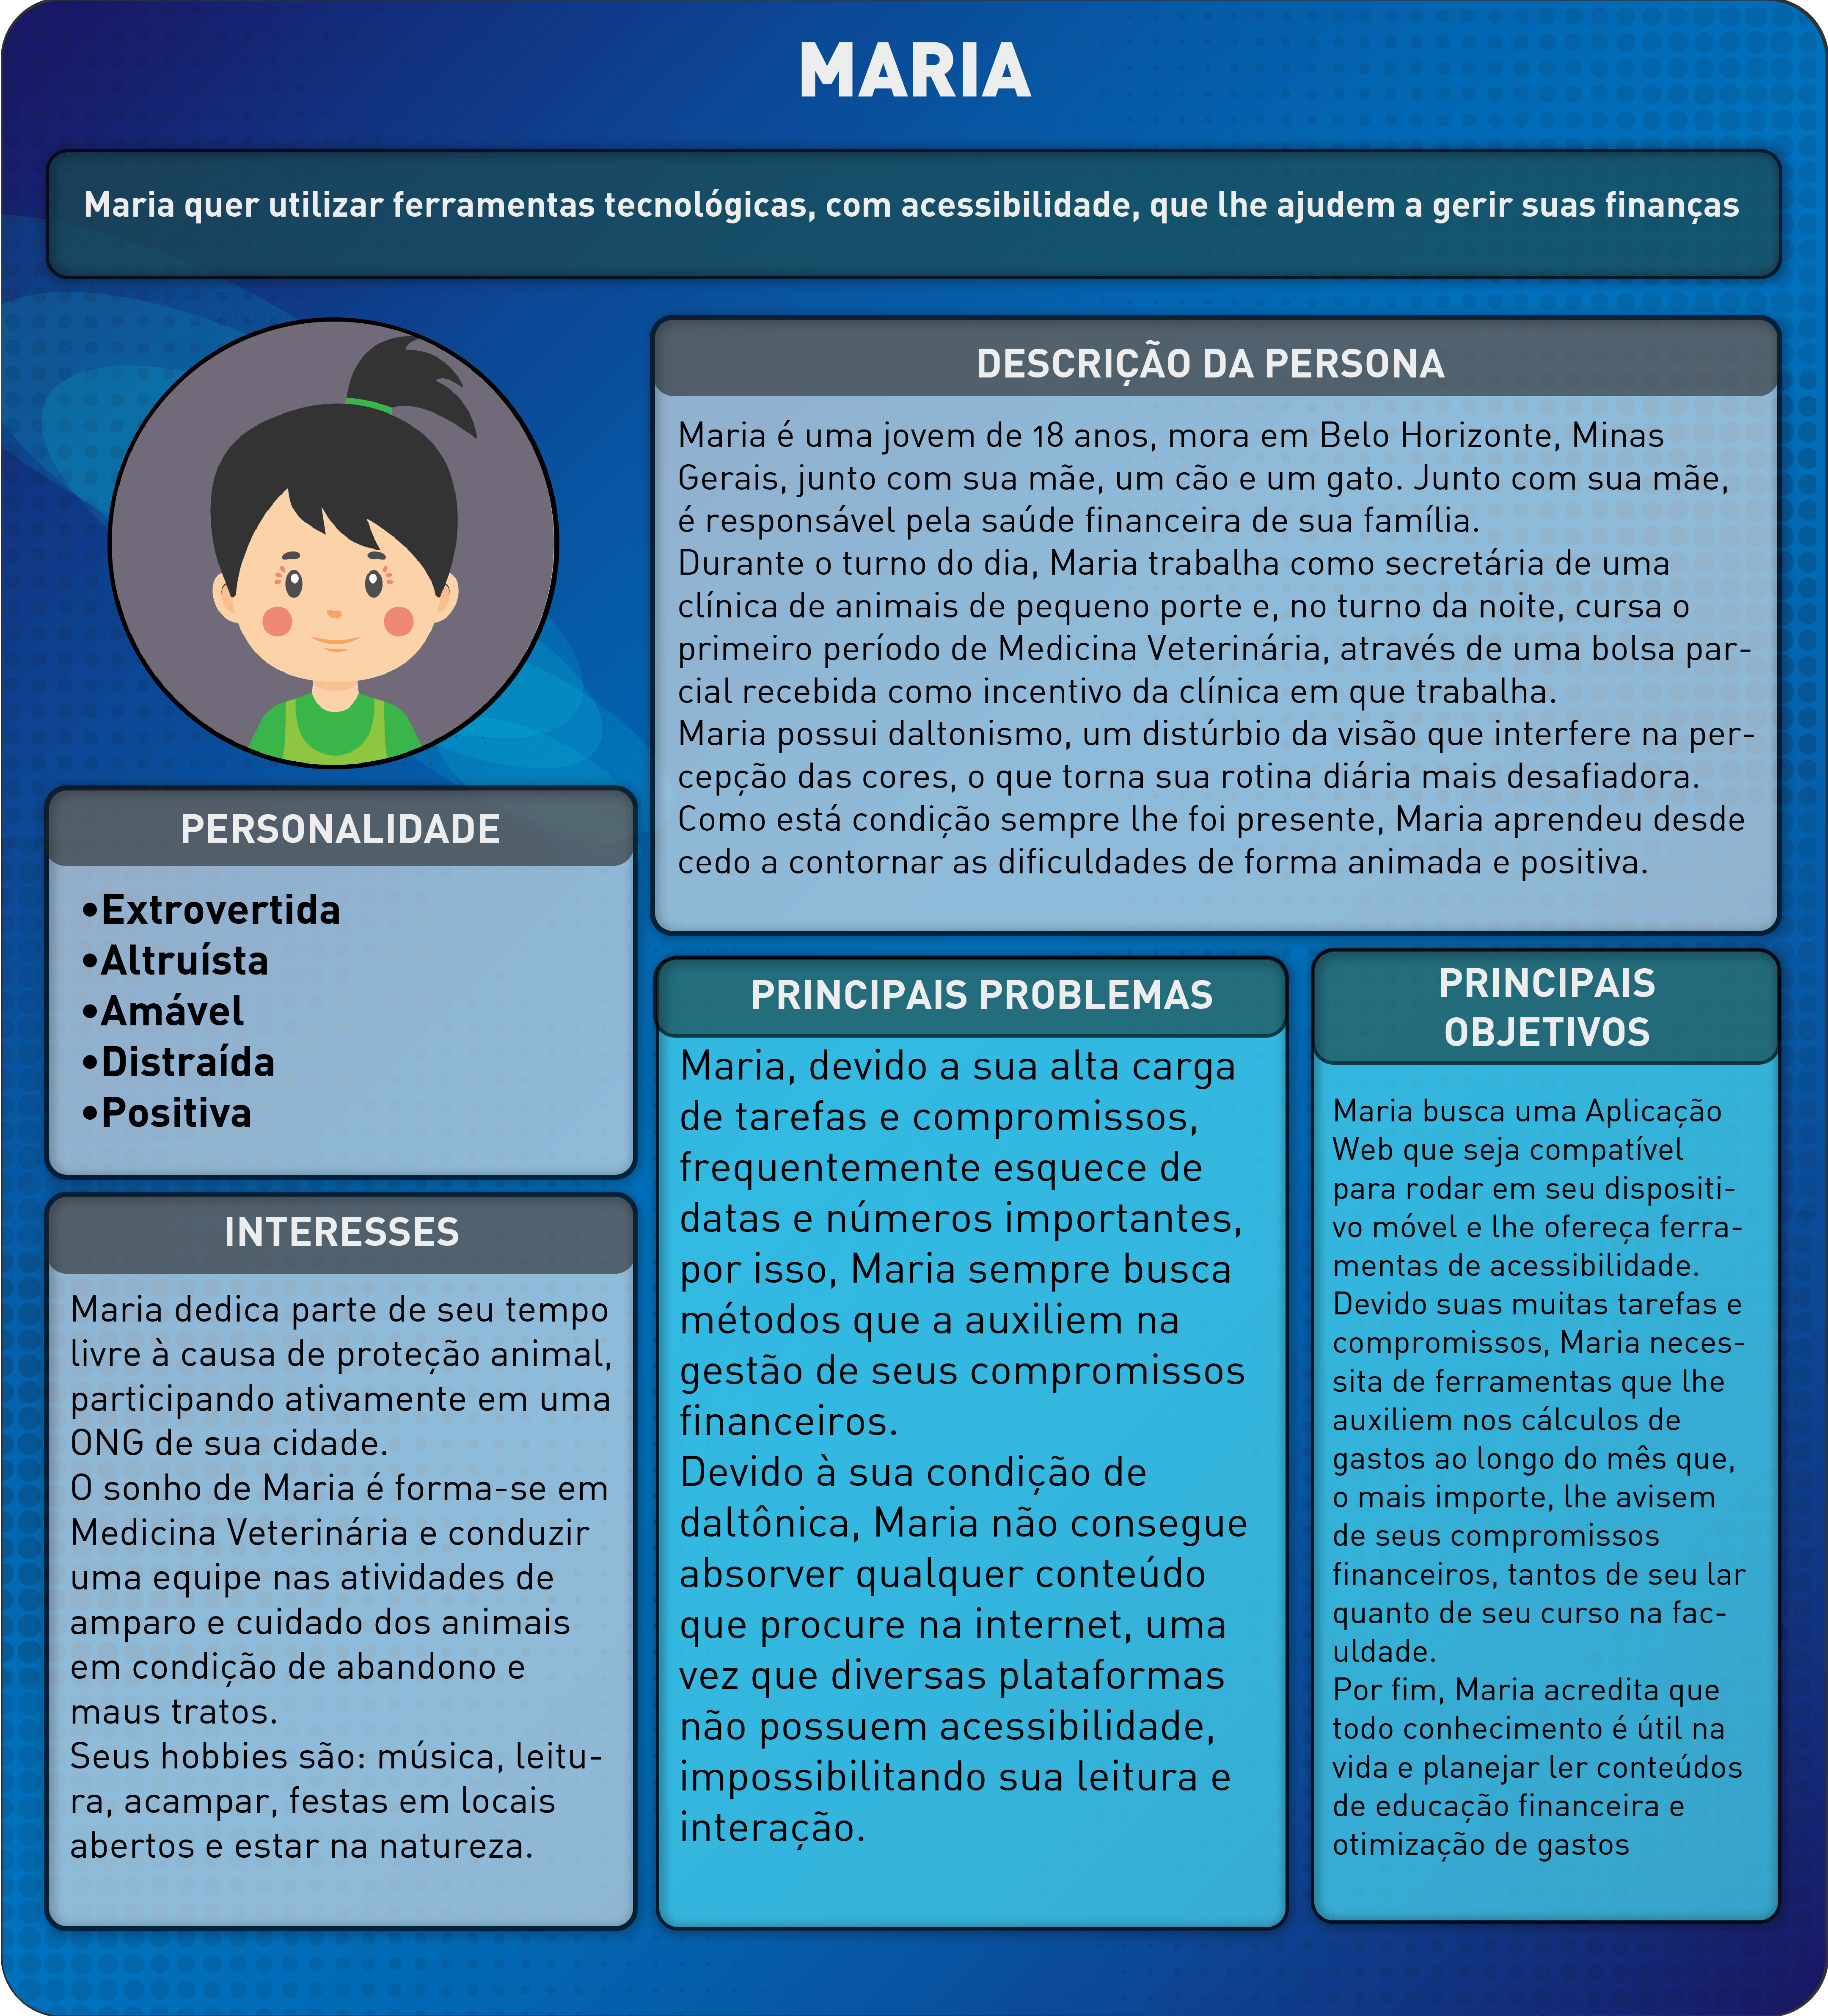 MARIA
Maria quer utilizar ferramentas tecnológicas, com acessibilidade, que lhe ajudem a gerir suas finanças
DESCRIÇÃO DA PERSONA
Maria é uma jovem de 18 anos, mora em Belo Horizonte, Minas
Gerais, junto com sua mãe, um cão e um gato. Junto com sua mãe,
é responsável pela saúde financeira de sua família.
Durante o turno do dia, Maria trabalha como secretária de uma
clínica de animais de pequeno porte e, no turno da noite, cursa o
primeiro período de Medicina Veterinária, através de uma bolsa par-
cial recebida como incentivo da clínica em que trabalha.
Maria possui daltonismo, um distúrbio da visão que interfere na per-
cepção das cores, o que torna sua rotina diária mais desafiadora.
Como está condição sempre lhe foi presente, Maria aprendeu desde
cedo a contornar as dificuldades de forma animada e positiva.
PERSONALIDADE
•Extrovertida
•Altruísta
•Amável
•Distraída
•Positiva
INTERESSES
Maria dedica parte de seu tempo
livre à causa de proteção animal,
participando ativamente em uma
ONG de sua cidade.
O sonho de Maria é forma-se em
Medicina Veterinária e conduzir
uma equipe nas atividades de
amparo e cuidado dos animais
em condição de abandono e
maus tratos.
Seus hobbies são: música, leitu-
ra, acampar, festas em locais
abertos e estar na natureza.
PRINCIPAIS PROBLEMAS
Maria, devido a sua alta carga
de tarefas e compromissos,
frequentemente esquece de
datas e números importantes,
por isso, Maria sempre busca
métodos que a auxiliem na
gestão de seus compromissos
financeiros.
Devido à sua condição de
daltônica, Maria não consegue
absorver qualquer conteúdo
que procure na internet, uma
vez que diversas plataformas
não possuem acessibilidade,
impossibilitando sua leitura e
interação.
PRINCIPAIS
OBJETIVOS
Maria busca uma Aplicação
Web que seja compatível
para rodar em seu dispositi-
vo móvel e lhe ofereça ferra-
mentas de acessibilidade.
Devido suas muitas tarefas e
compromissos, Maria neces-
sita de ferramentas que lhe
auxiliem nos cálculos de
gastos ao longo do mês que,
o mais importe, lhe avisem
de seus compromissos
financeiros, tantos de seu lar
quanto de seu curso na fac-
uldade.
Por fim, Maria acredita que
todo conhecimento é útil na
vida e planejar ler conteúdos
de educação financeira e
otimização de gastos